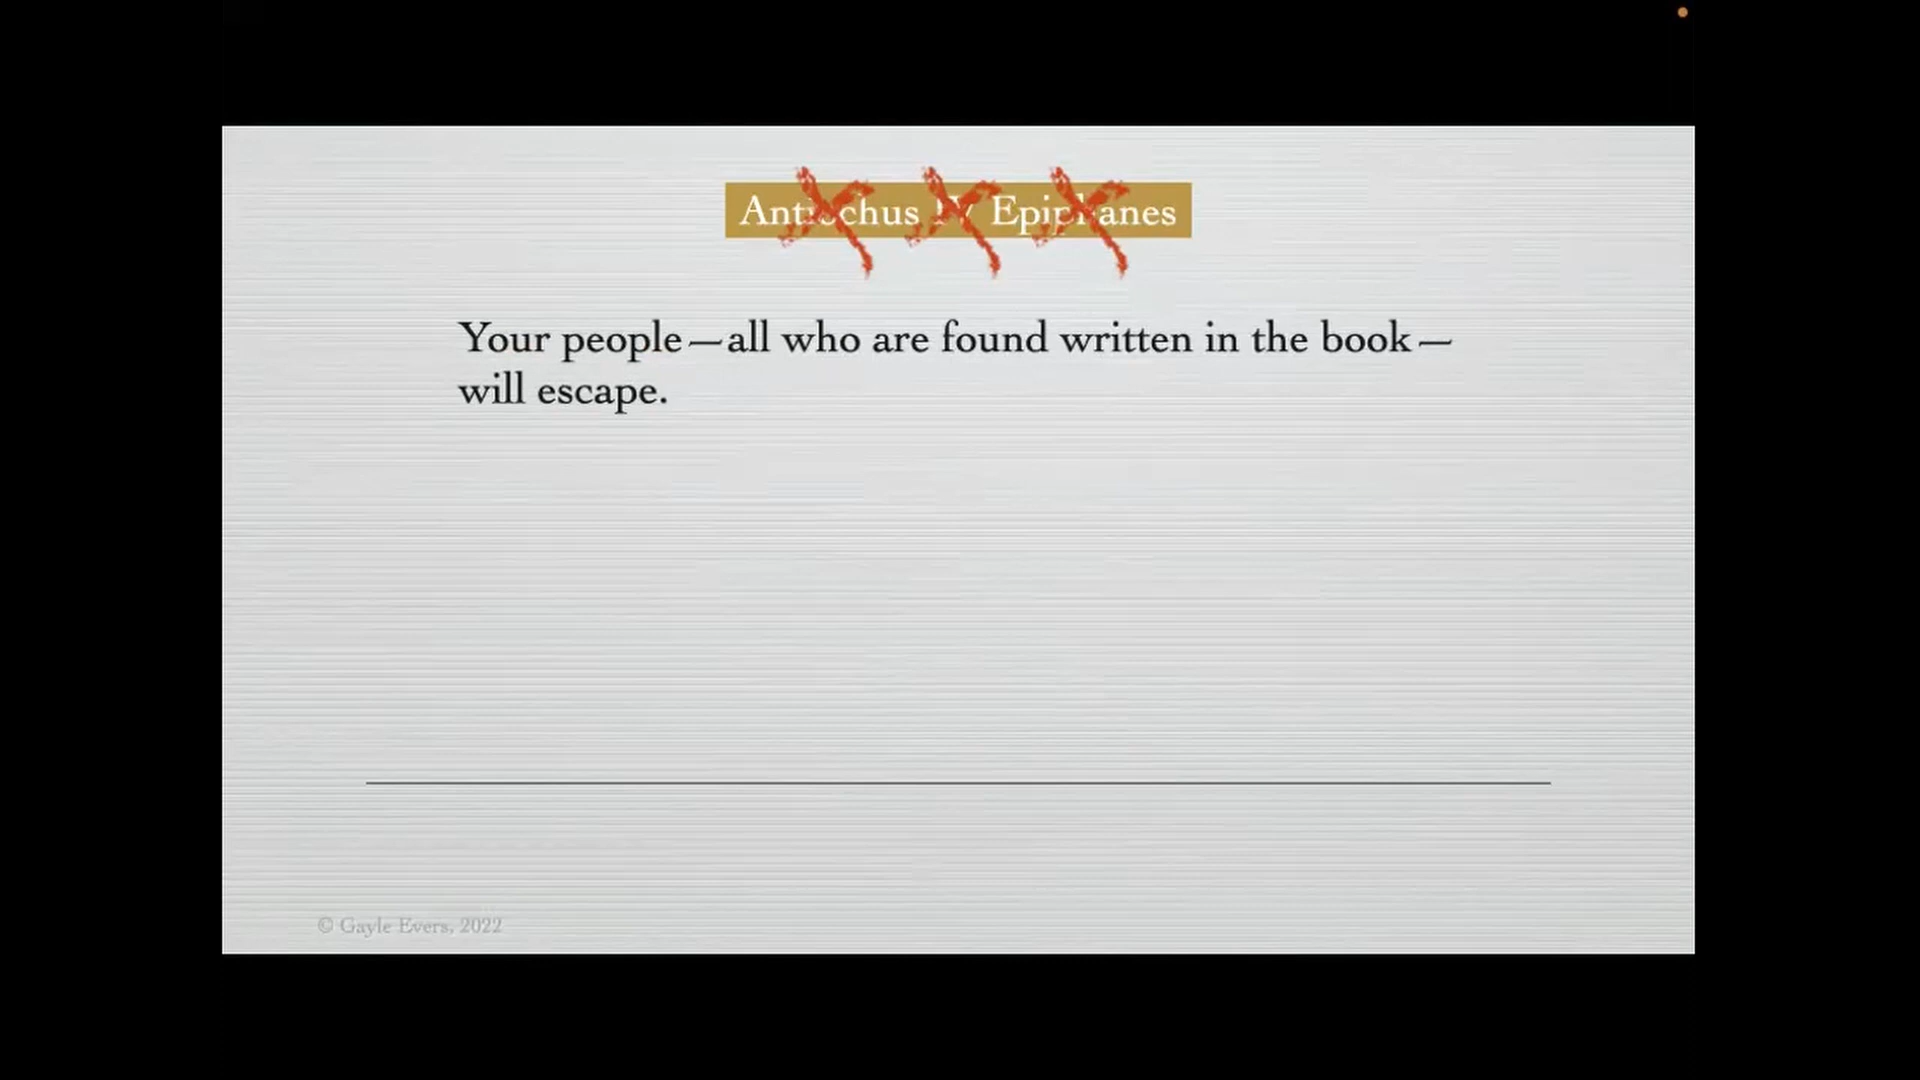 Antiochus IV Epiphanes
Your people—all who are found written in the book—
will escape.
© Gayle Evers, 2022